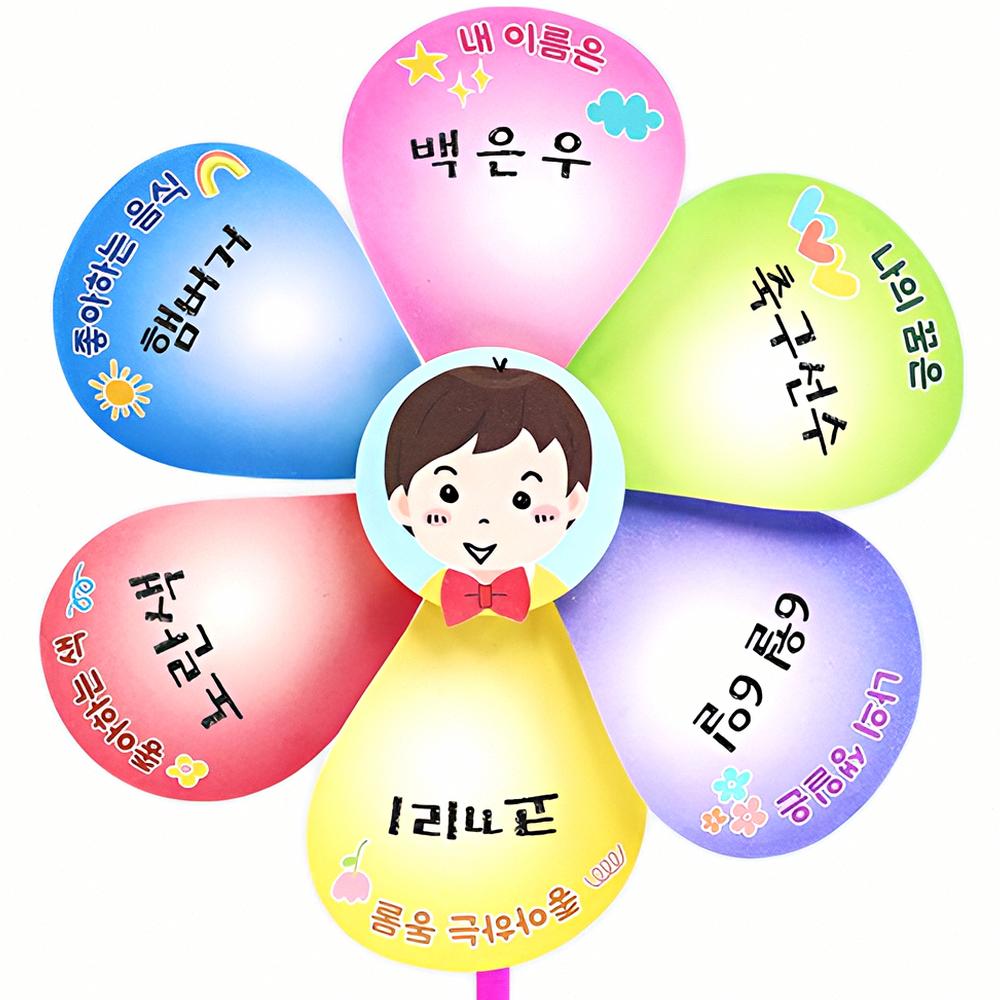 내 이름은
백은우
나의 꿈은
축구선수
나의 생일은
6월 6일
좋아하는 동물
코끼리
좋아하는 색
노란색
좋아하는 음식
햄버거